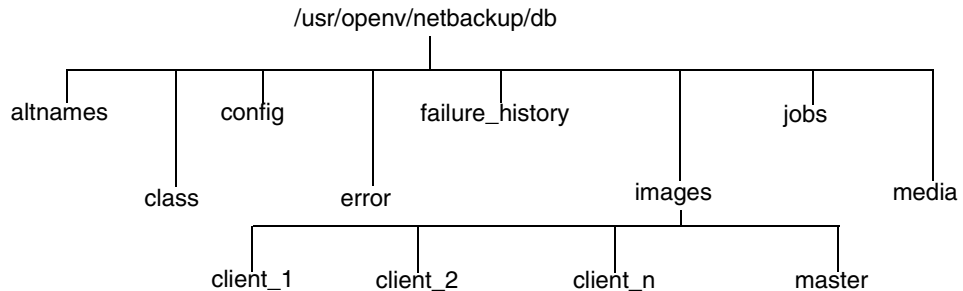 /usr/openv/netbackup/db
altnames config failure_history jobs
class error images media
client_1 client_2 client_n master